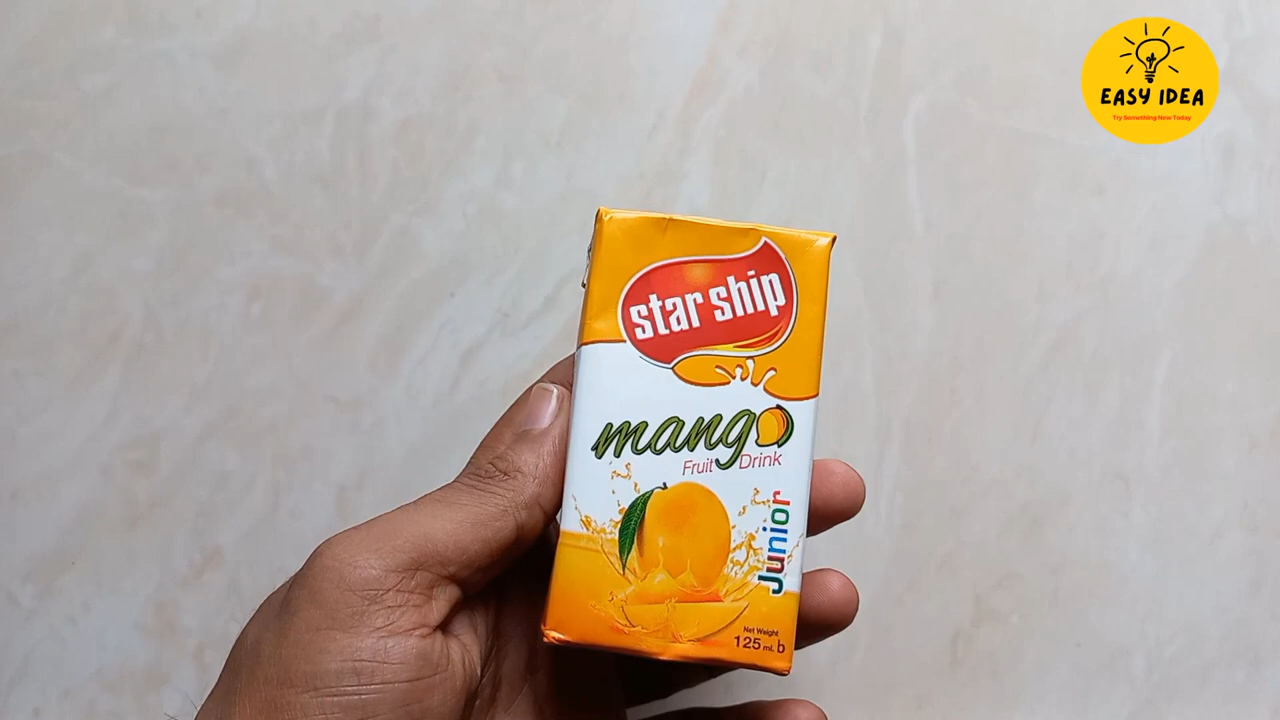 EASY IDEA
Try Something New Today
star ship
mango
Fruit Drink
Junior
Net Weight
125 ml. b